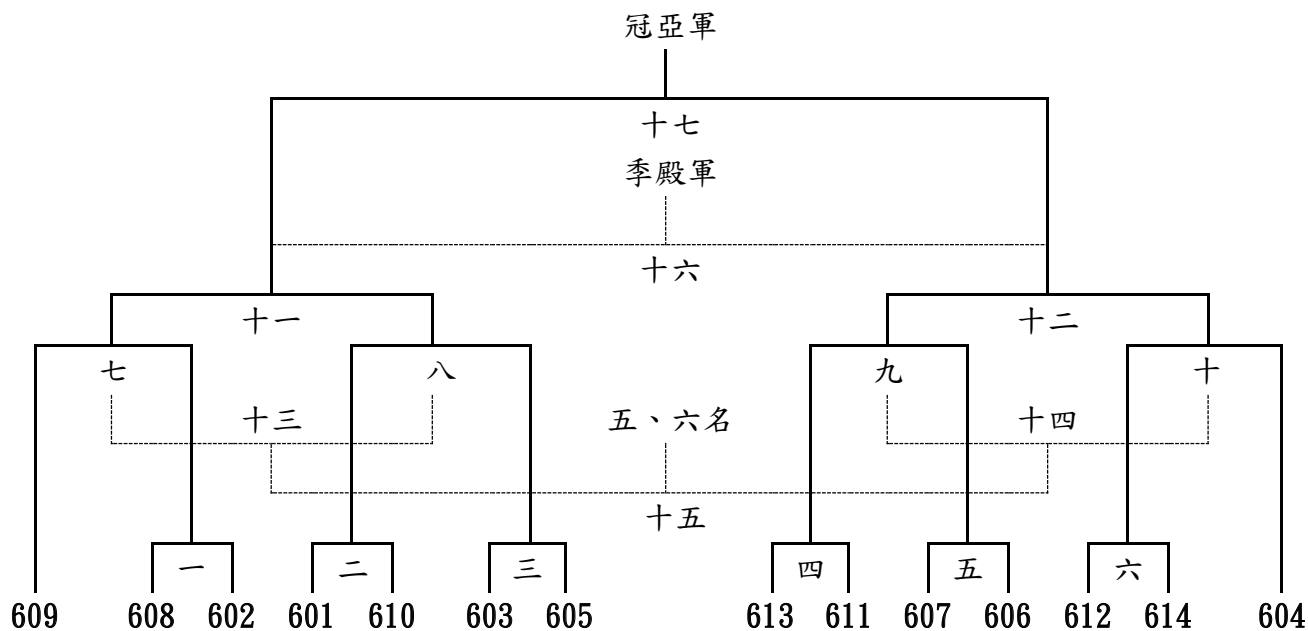 冠亞軍
十七
季殿軍
十六
十一 十二
七 八 九 十
十三 五、六名 十四
十五
一 二 三 四 五 六
609 608 602 601 610 603 605 613 611 607 606 612 614 604